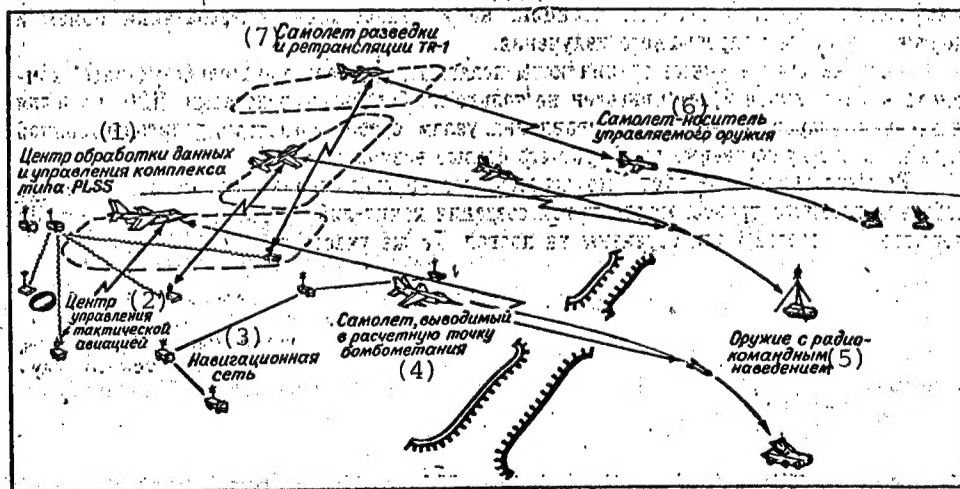 (7) Самолет разведки
и ретрансляции TR-1
(6)
Самолет-носитель
управляемого оружия
(1)
Центр обработки данных
и управления комплекса
типа PLSS
Центр (2)
управления
тактической
авиацией
(3)
Навигационная
сеть
Самолет, выводимый
в расчетную точку
бомбометания
(4)
Оружие с радио-
командным (5)
наведением